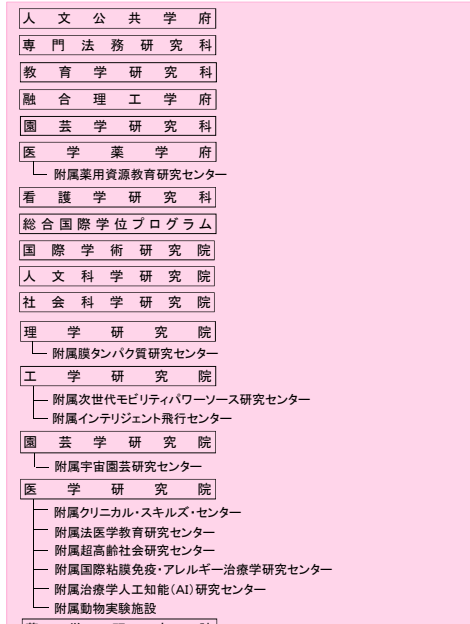 人文公共学府
専門法務研究科
教育学研究科
融合理工学府
園芸学研究科
医学薬学府
附属薬用資源教育研究センター
看護学研究科
総合国際学位プログラム
国際学術研究院
人文科学研究院
社会科学研究院
理学研究院
附属膜タンパク質研究センター
工学研究院
附属次世代モビリティパワーソース研究センター
附属インテリジェント飛行センター
園芸学研究院
附属宇宙園芸研究センター
医学研究院
附属クリニカル・スキルズ・センター
附属法医学教育研究センター
附属超高齢社会研究センター
附属国際粘膜免疫・アレルギー治療学研究センター
附属治療学人工知能(AI)研究センター
附属動物実験施設